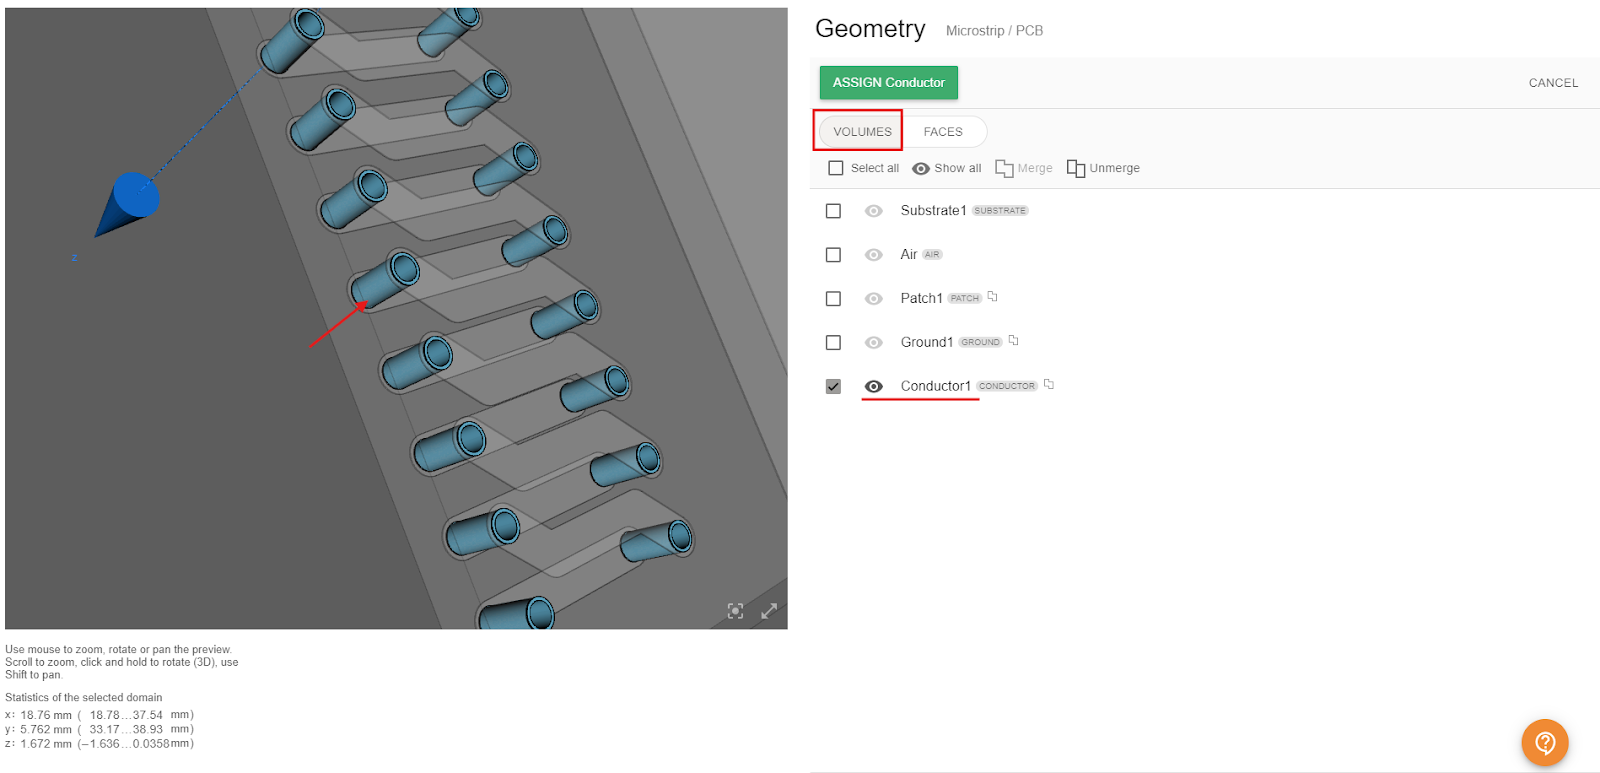 Geometry Microstrip / PCB
ASSIGN Conductor CANCEL
VOLUMES FACES
Select all Show all Merge Unmerge
Substrate1 SUBSTRATE
Air AIR
Patch1 PATCH
Ground1 GROUND
Conductor1 CONDUCTOR
z
Use mouse to zoom, rotate or pan the preview.
Scroll to zoom, click and hold to rotate (3D), use
Shift to pan.
Statistics of the selected domain
x: 18.76 mm ( 18.78...37.54 mm)
y: 5.762 mm ( 33.17...38.93 mm)
z: 1.672 mm (−1.636...0.0358mm)